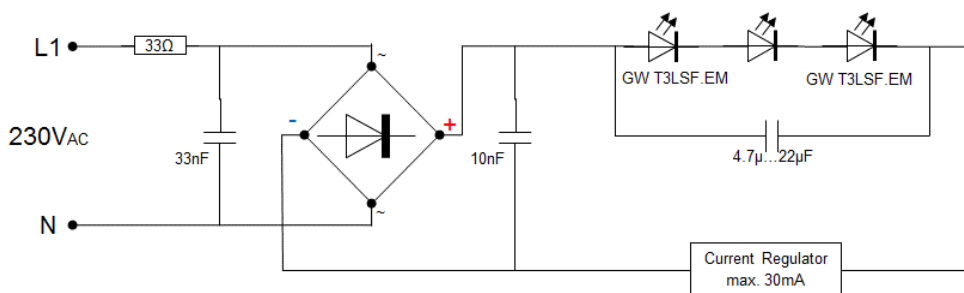 L1
33Ω
~
GW T3LSF.EM
GW T3LSF.EM
230VAC
33nF
-
+
10nF
4.7µ...22µF
N
~
Current Regulator
max. 30mA